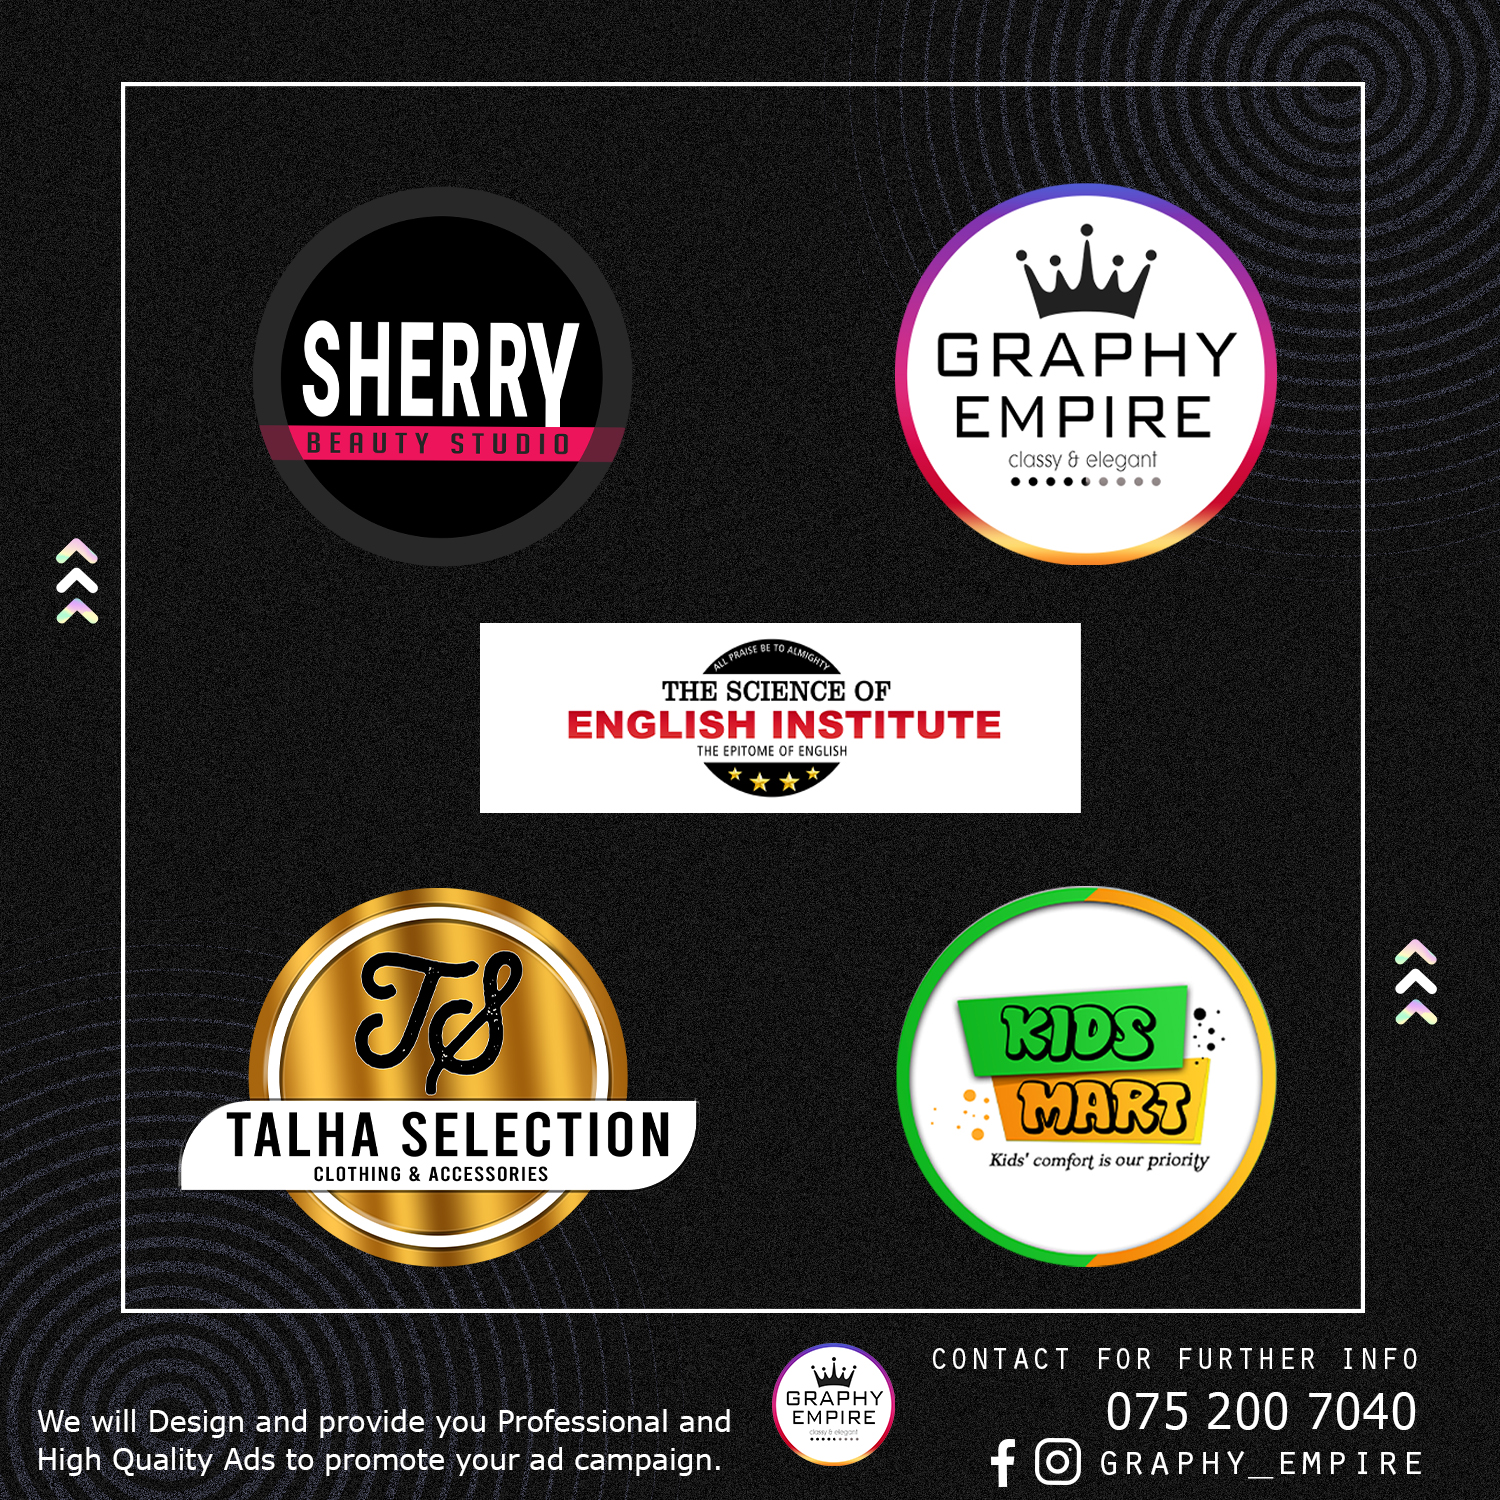 SHERRY
BEAUTY STUDIO
GRAPHY
EMPIRE
classy & elegant
ALL PRAISE BE TO ALMIGHTY
THE SCIENCE OF
ENGLISH INSTITUTE
THE EPITOME OF ENGLISH
TS
TALHA SELECTION
CLOTHING & ACCESSORIES
KIDS
MART
Kids' comfort is our priority
We will Design and provide you Professional and
High Quality Ads to promote your ad campaign.
GRAPHY
EMPIRE
classy & elegant
CONTACT FOR FURTHER INFO
075 200 7040
GRAPHY_EMPIRE